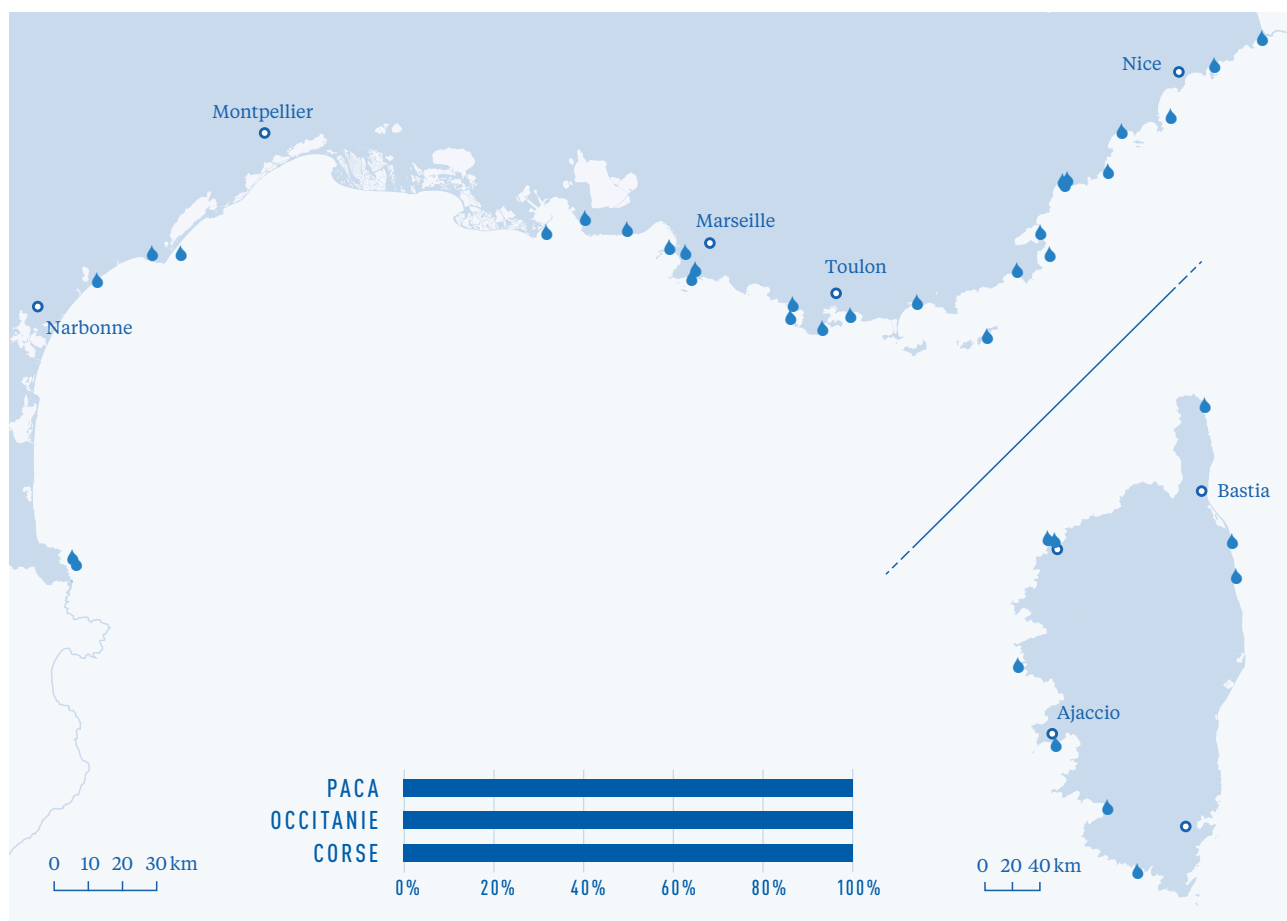 Nice
Montpellier
Marseille
Toulon
Narbonne
Bastia
Ajaccio
PACA
OCCITANIE
CORSE
0% 20% 40% 60% 80% 100%
0 10 20 30 km
0 20 40 km